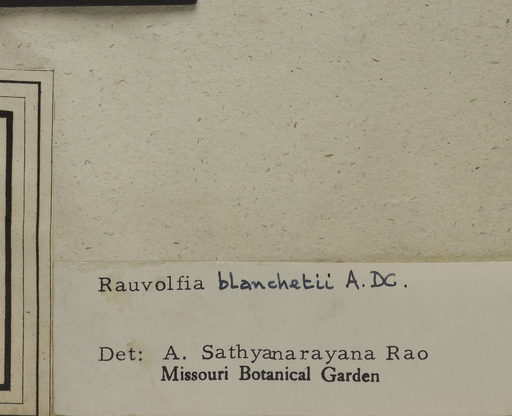 Rauvolfia blanchetii A.DC.
Det: A. Sathyanarayana Rao
Missouri Botanical Garden